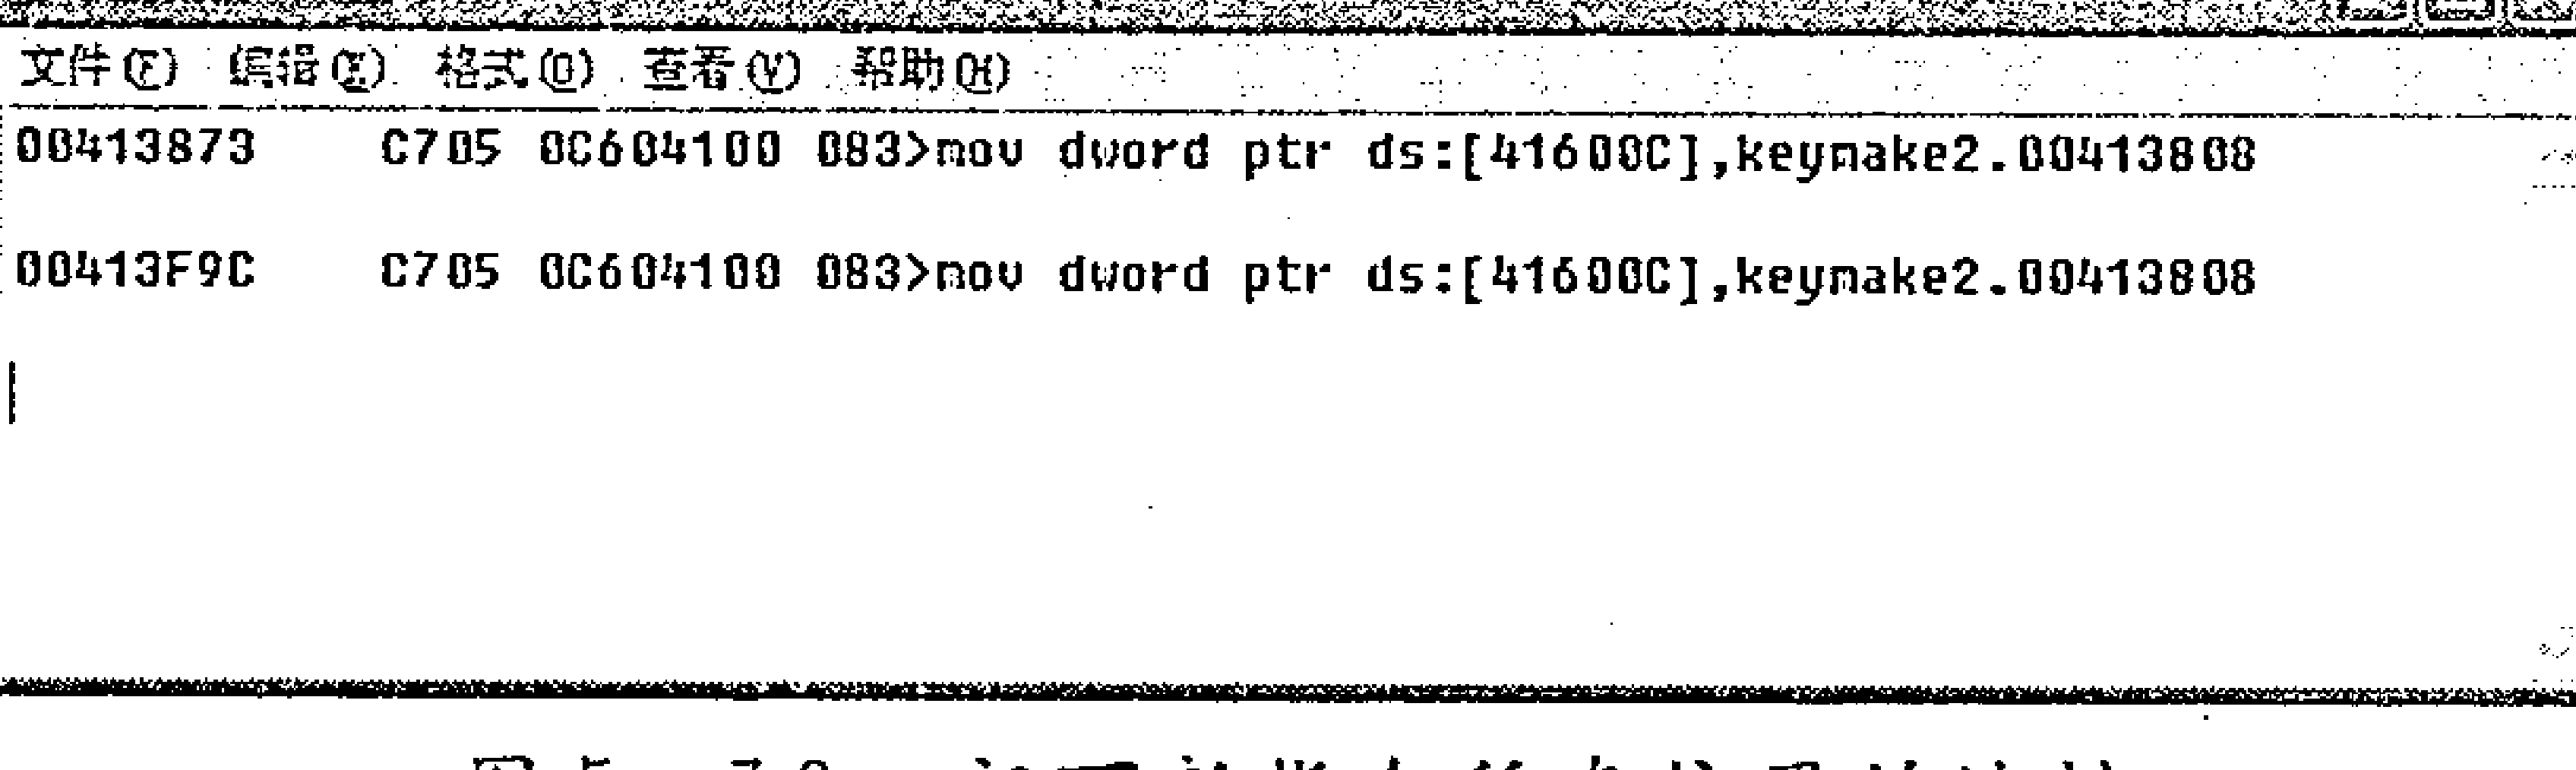 文件(F) 编辑(E) 格式(O) 查看(V) 帮助(H)
00413873 C705 0C604100 083>mov dword ptr ds:[41600C],keymake2.00413808
00413F9C C705 0C604100 083>mov dword ptr ds:[41600C],keymake2.00413808